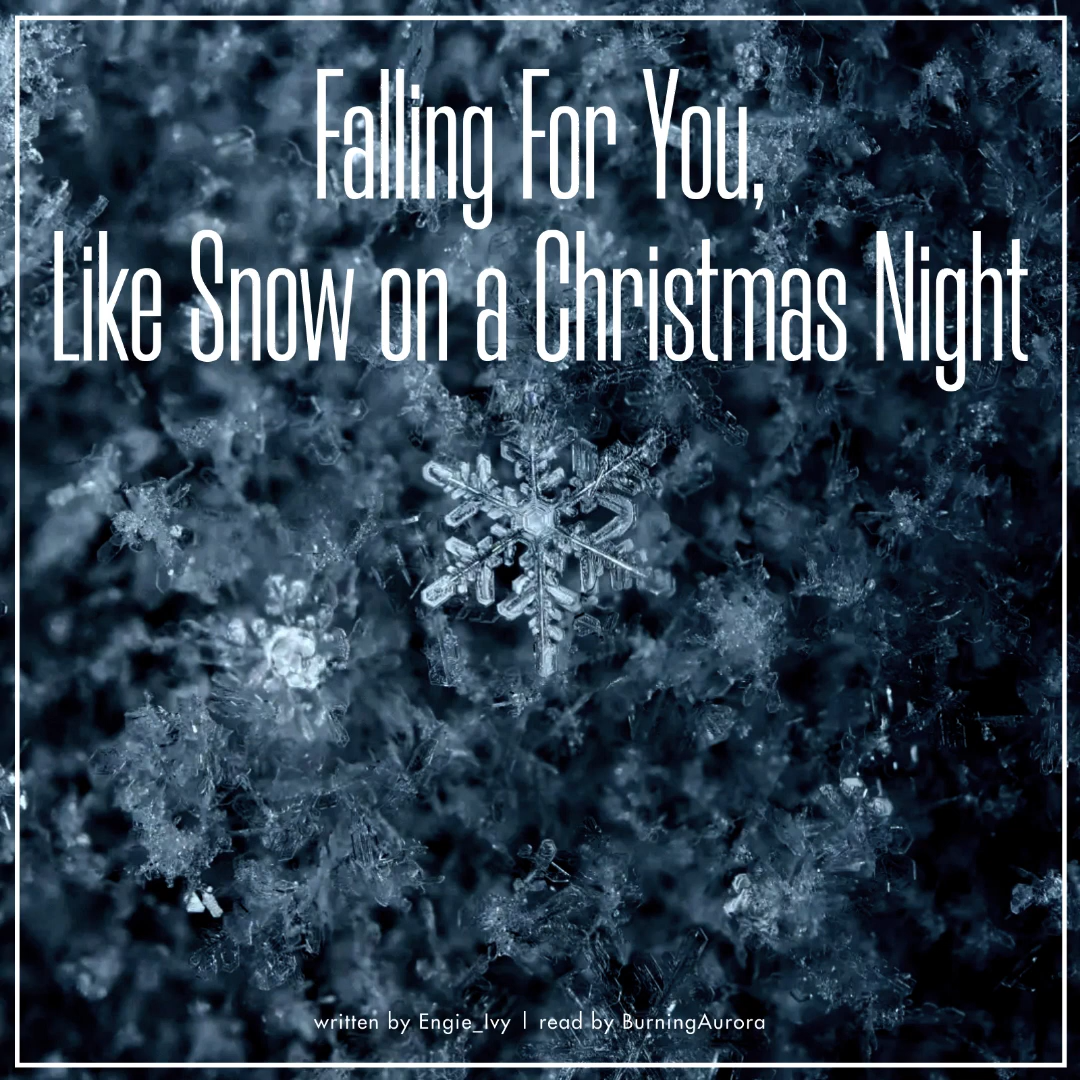 Falling For You,
Like Snow on a Christmas Night
written by Engie_Ivy | read by BurningAurora